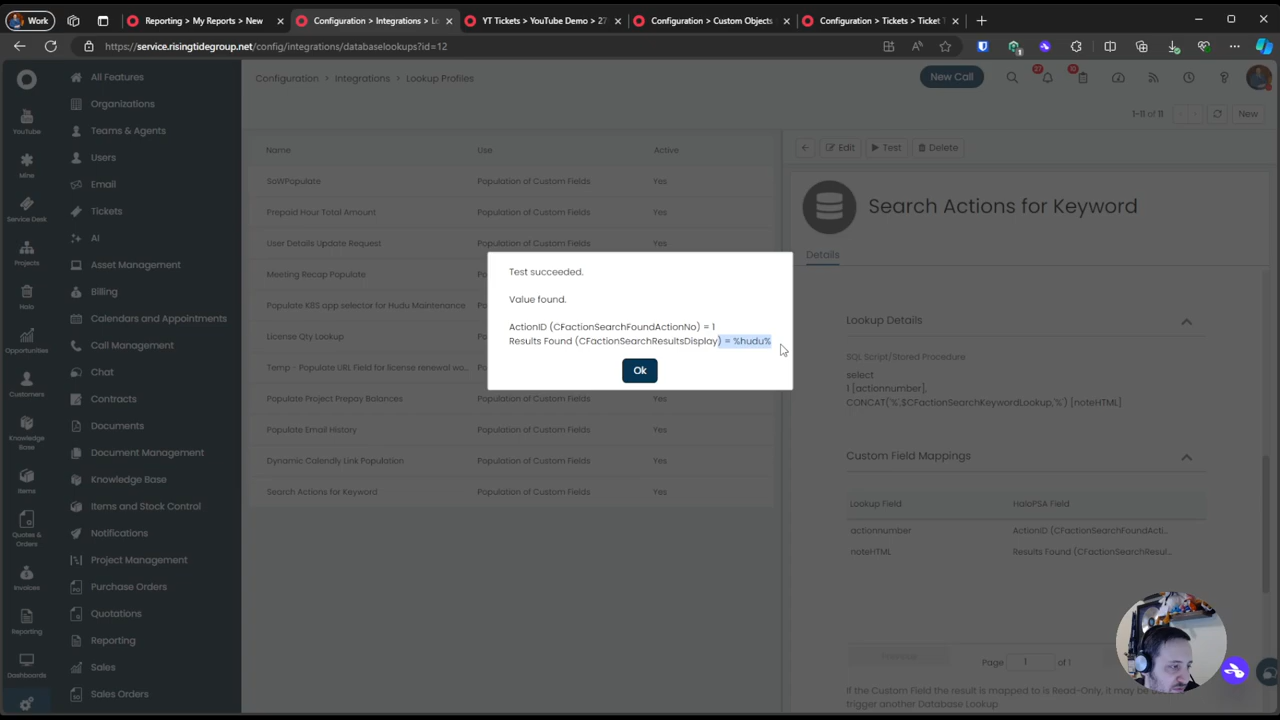 Work
Reporting > My Reports > New
Configuration > Integrations > Lo
YT Tickets > YouTube Demo > 27
Configuration > Custom Objects
Configuration > Tickets > Ticket T
https://service.risingtidegroup.net/config/integrations/databaselookups?id=12
YouTube
Mine
Service Desk
Projects
Halo
Opportunities
Customers
Knowledge Base
Items
Quotes & Orders
Invoices
Reporting
Dashboards
All Features
Organizations
Teams & Agents
Users
Email
Tickets
AI
Asset Management
Billing
Calendars and Appointments
Call Management
Chat
Contracts
Documents
Document Management
Knowledge Base
Items and Stock Control
Notifications
Project Management
Purchase Orders
Quotations
Reporting
Sales
Sales Orders
Configuration > Integrations > Lookup Profiles
New Call
27
10
1-11 of 11
New
Name Use Active
SoWPopulate Population of Custom Fields Yes
Prepaid Hour Total Amount Population of Custom Fields Yes
User Details Update Request Population of Custom Fields Yes
Meeting Recap Populate
Populate KBS app selector for Hudu Maintenance
License Qty Lookup
Temp - Populate URL Field for license renewal wo...
Populate Project Prepay Balances Population of Custom Fields Yes
Populate Email History Population of Custom Fields Yes
Dynamic Calendly Link Population Population of Custom Fields Yes
Search Actions for Keyword Population of Custom Fields Yes
Test succeeded.
Value found.
ActionID (CFactionSearchFoundActionNo) = 1
Results Found (CFactionSearchResultsDisplay) = %hudu%
Ok
Edit Test Delete
Search Actions for Keyword
Details
Lookup Details
SQL Script/Stored Procedure
select
1 [actionnumber],
CONCAT('%',$CFactionSearchKeywordLookup,'%') [noteHTML]
Custom Field Mappings
Lookup Field HaloPSA Field
actionnumber ActionID (CFactionSearchFoundActi...
noteHTML Results Found (CFactionSearchResul...
Previous Page 1 of 1
If the Custom Field the result is mapped to is Read-Only, it may be
trigger another Database Lookup